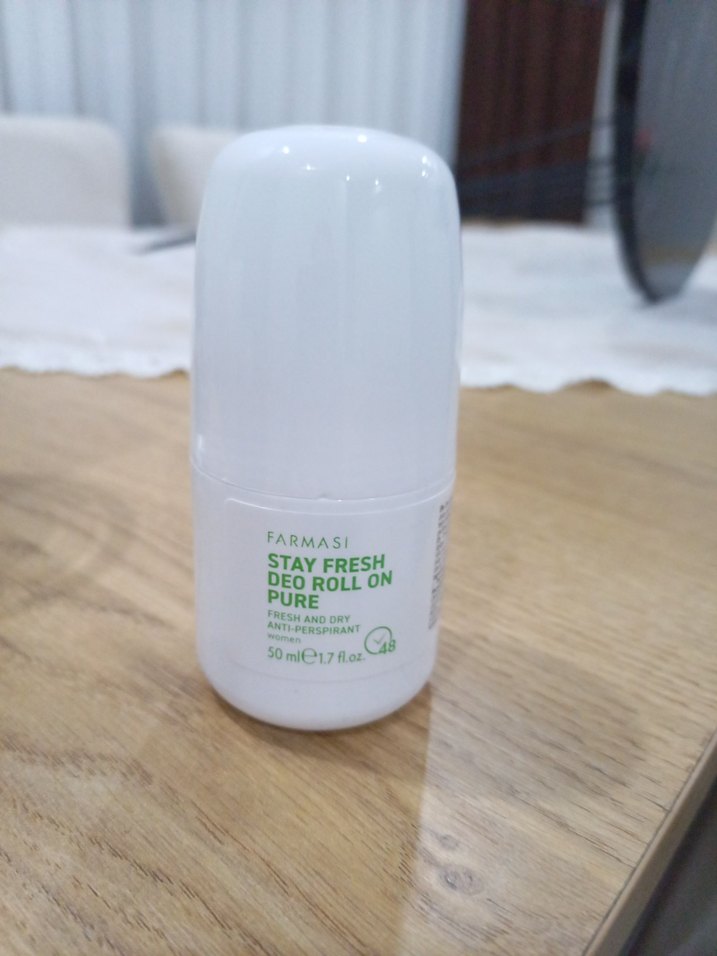 FARMASI
STAY FRESH
DEO ROLL ON
PURE
FRESH AND DRY
ANTI-PERSPIRANT
women
48
50 ml ℮ 1.7 fl.oz.